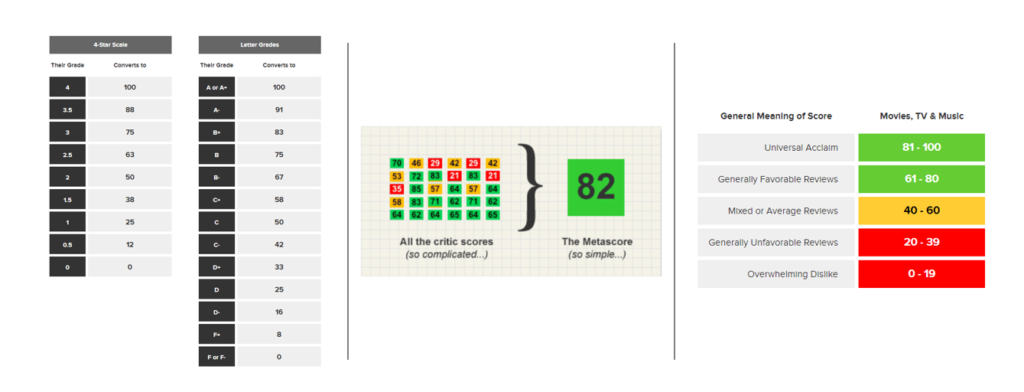 4-Star Scale
Their Grade Converts to
4 100
3.5 88
3 75
2.5 63
2 50
1.5 38
1 25
0.5 12
0 0
Letter Grades
Their Grade Converts to
A or A+ 100
A- 91
B+ 83
B 75
B- 67
C+ 58
C 50
C- 42
D+ 33
D 25
D- 16
F+ 8
F or F- 0
70 46 29 42 29 42
53 72 83 21 83 21
35 85 57 64 57 64
58 83 71 62 71 62
64 62 64 65 64 65
}
82
All the critic scores
(so complicated...)
The Metascore
(so simple...)
General Meaning of Score Movies, TV & Music
Universal Acclaim 81 - 100
Generally Favorable Reviews 61 - 80
Mixed or Average Reviews 40 - 60
Generally Unfavorable Reviews 20 - 39
Overwhelming Dislike 0 - 19